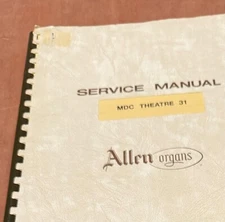 SERVICE MANUAL
MDC THEATRE 31
Allen organs